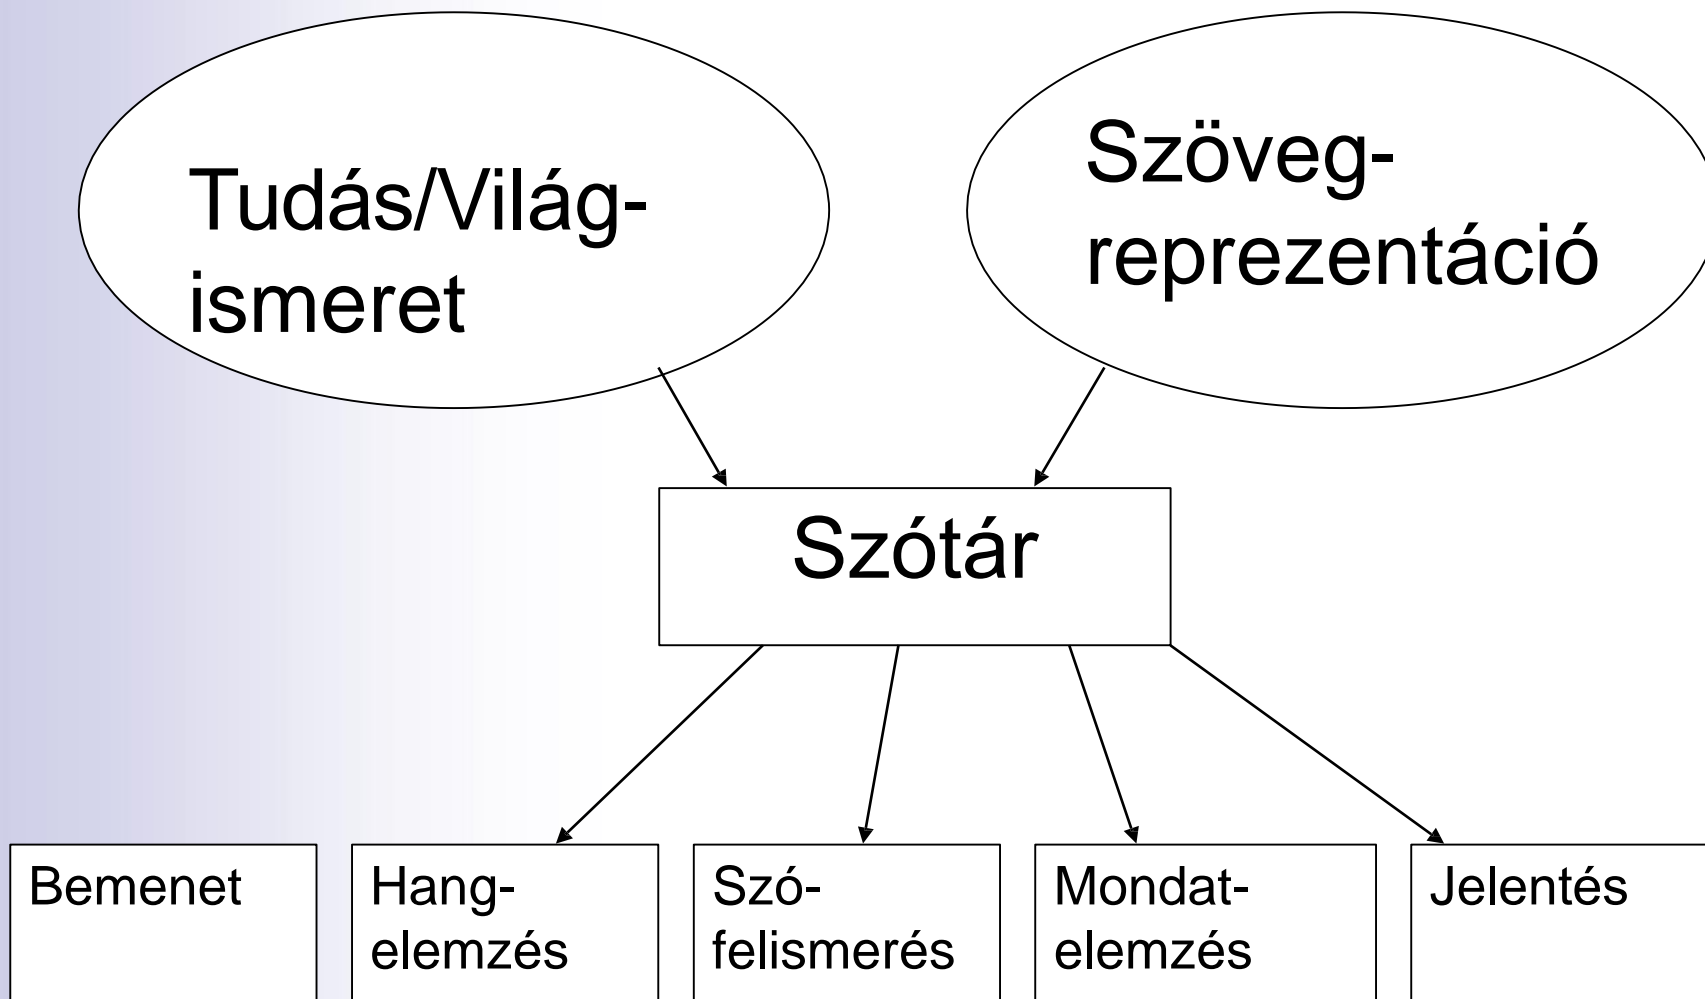 Tudás/Világ-
ismeret
Szöveg-
reprezentáció
Szótár
Bemenet
Hang-
elemzés
Szó-
felismerés
Mondat-
elemzés
Jelentés